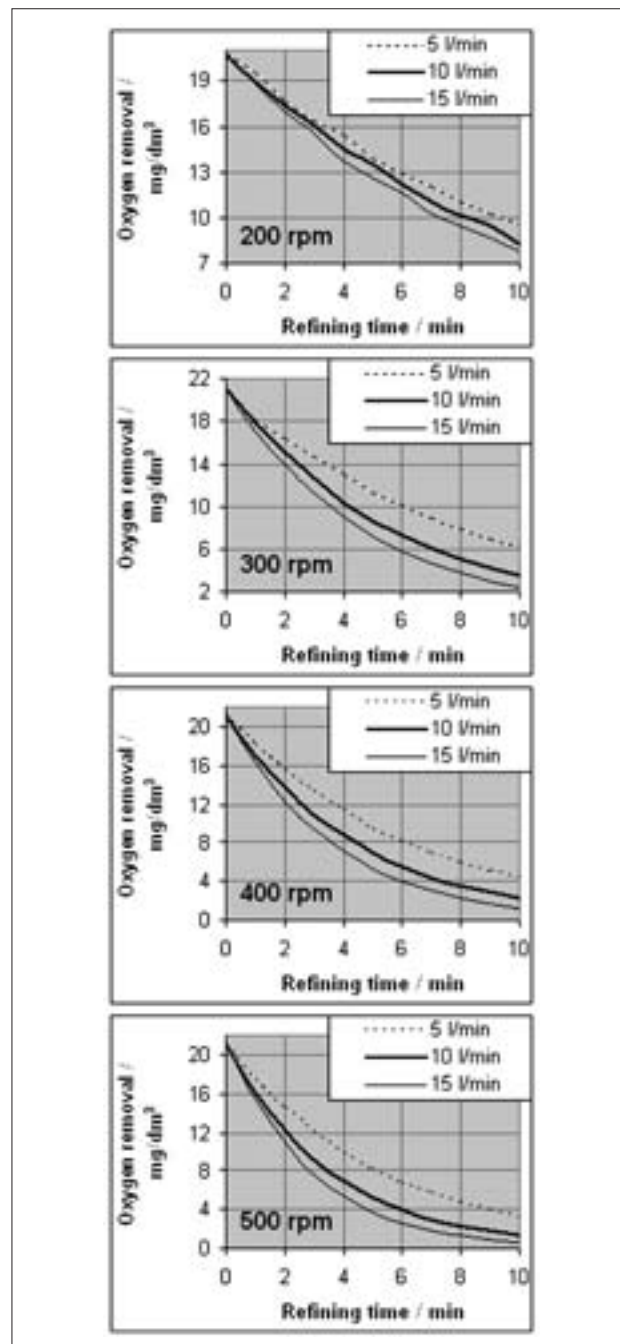 5 l/min
10 l/min
15 l/min
Oxygen removal /
mg/dm³
19
16
13
10
7
200 rpm
0 2 4 6 8 10
Refining time / min
5 l/min
10 l/min
15 l/min
Oxygen removal /
mg/dm³
22
18
14
10
6
2
300 rpm
0 2 4 6 8 10
Refining time / min
5 l/min
10 l/min
15 l/min
Oxygen removal /
mg/dm³
20
16
12
8
4
0
400 rpm
0 2 4 6 8 10
Refining time / min
5 l/min
10 l/min
15 l/min
Oxygen removal /
mg/dm³
20
16
12
8
4
0
500 rpm
0 2 4 6 8 10
Refining time / min